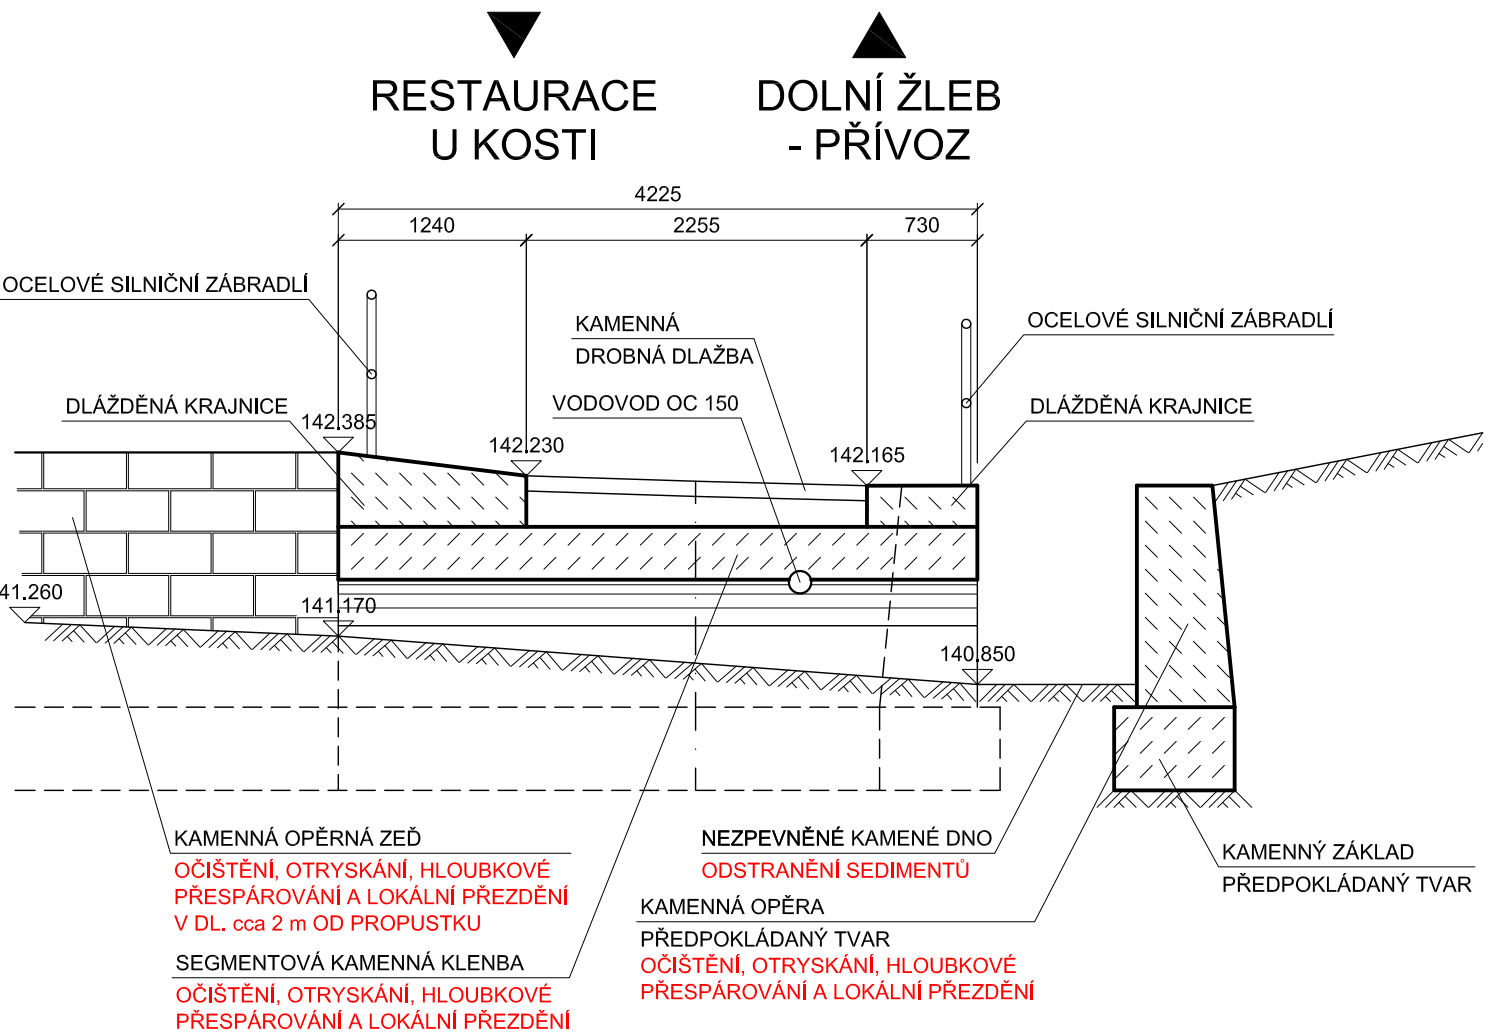 RESTAURACE
U KOSTI
DOLNÍ ŽLEB
- PŘÍVOZ
4225
1240
2255
730
OCELOVÉ SILNIČNÍ ZÁBRADLÍ
KAMENNÁ
DROBNÁ DLAŽBA
OCELOVÉ SILNIČNÍ ZÁBRADLÍ
DLÁŽDĚNÁ KRAJNICE
VODOVOD OC 150
DLÁŽDĚNÁ KRAJNICE
142.385
142.230
142.165
41.260
141.170
140.850
KAMENNÁ OPĚRNÁ ZEĎ
OČIŠTĚNÍ, OTRYSKÁNÍ, HLOUBKOVÉ
PŘESPÁROVÁNÍ A LOKÁLNÍ PŘEZDĚNÍ
V DL. cca 2 m OD PROPUSTKU
SEGMENTOVÁ KAMENNÁ KLENBA
OČIŠTĚNÍ, OTRYSKÁNÍ, HLOUBKOVÉ
PŘESPÁROVÁNÍ A LOKÁLNÍ PŘEZDĚNÍ
NEZPEVNĚNÉ KAMENÉ DNO
ODSTRANĚNÍ SEDIMENTŮ
KAMENNÁ OPĚRA
PŘEDPOKLÁDANÝ TVAR
OČIŠTĚNÍ, OTRYSKÁNÍ, HLOUBKOVÉ
PŘESPÁROVÁNÍ A LOKÁLNÍ PŘEZDĚNÍ
KAMENNÝ ZÁKLAD
PŘEDPOKLÁDANÝ TVAR